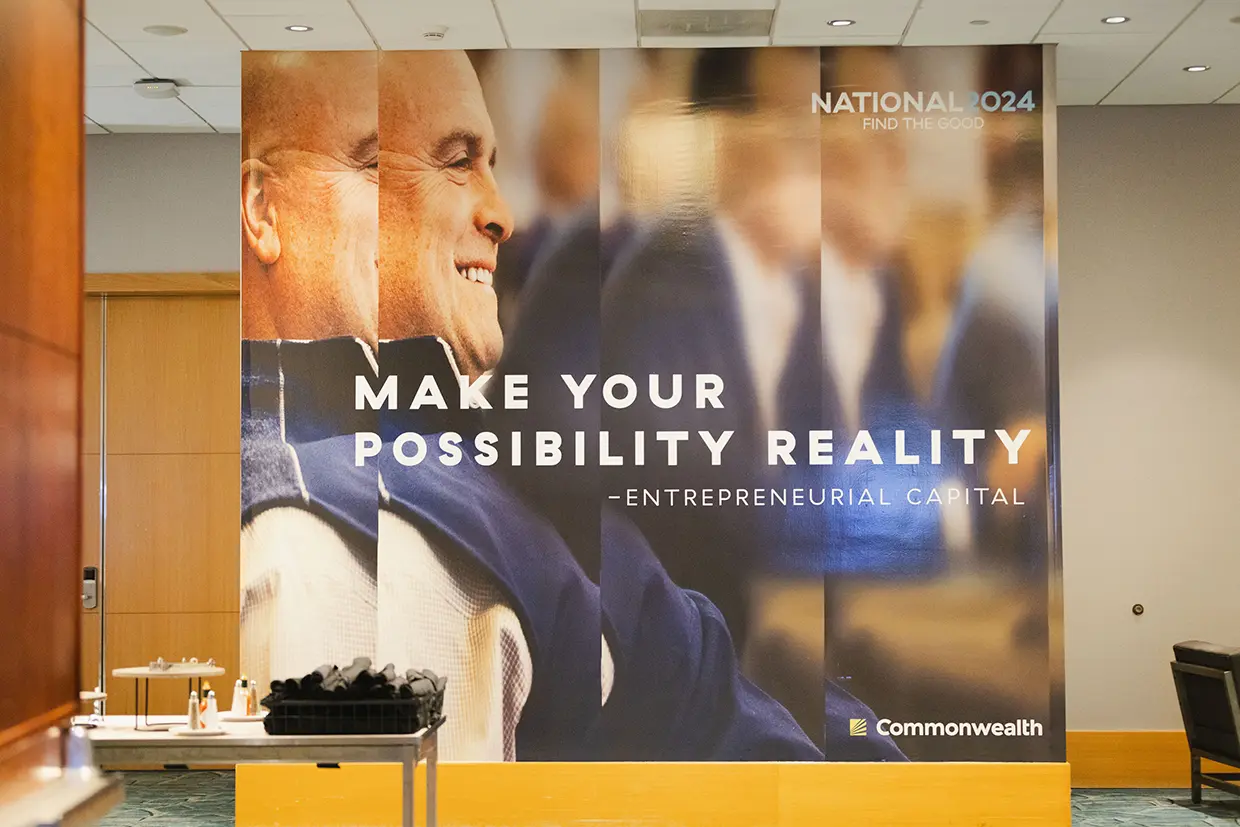 NATIONAL 2024
FIND THE GOOD
MAKE YOUR
POSSIBILITY REALITY
–ENTREPRENEURIAL CAPITAL
Commonwealth